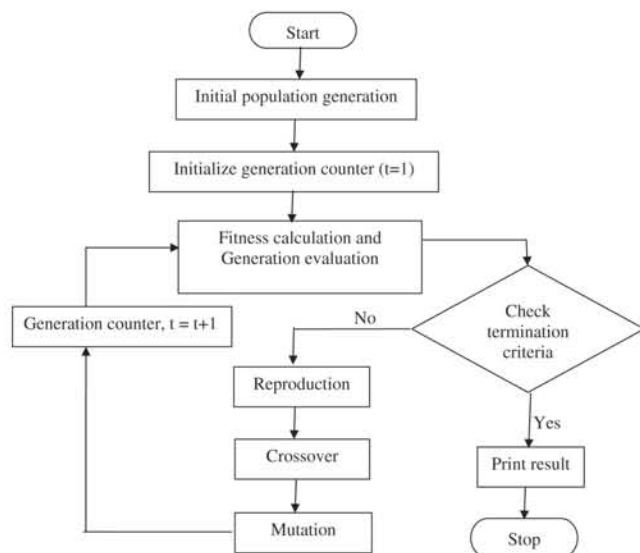 Start
Initial population generation
Initialize generation counter (t=1)
Fitness calculation and
Generation evaluation
Generation counter, t = t+1
No
Check
termination
criteria
Reproduction
Yes
Crossover
Print result
Mutation
Stop